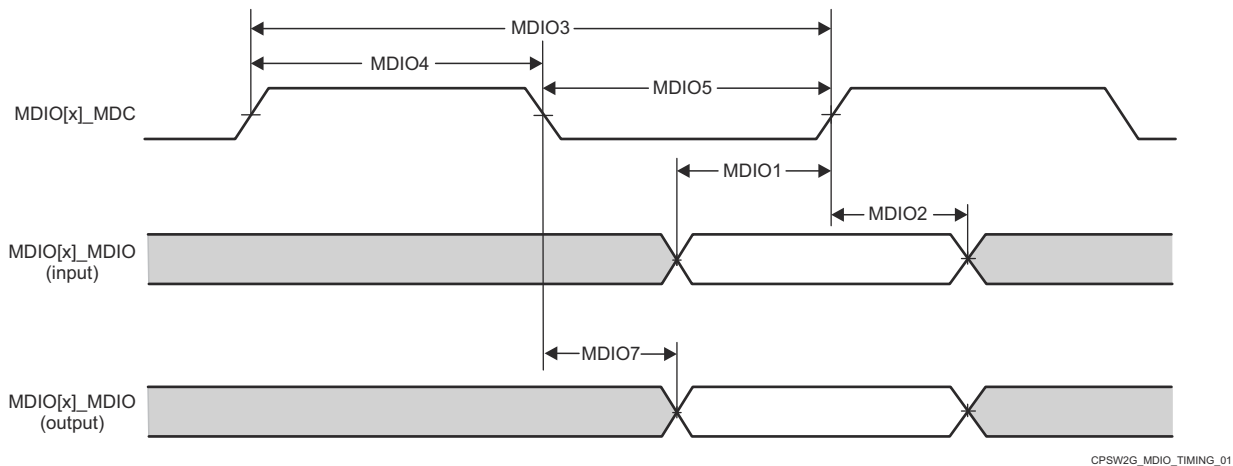 MDIO3
MDIO4
MDIO5
MDIO[x]_MDC
MDIO1
MDIO2
MDIO[x]_MDIO
(input)
MDIO7
MDIO[x]_MDIO
(output)
CPSW2G_MDIO_TIMING_01